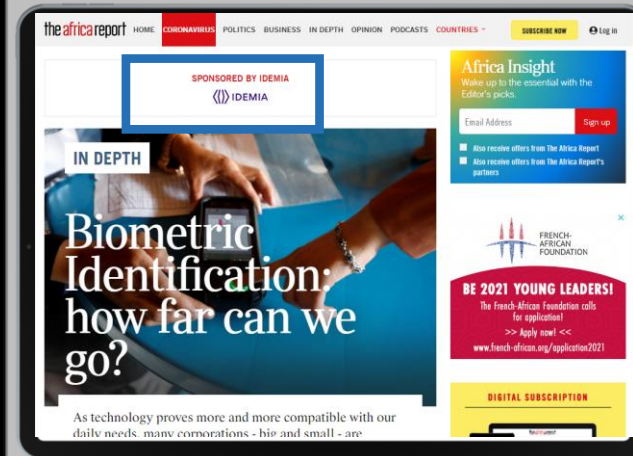 the africa report HOME CORONAVIRUS POLITICS BUSINESS IN DEPTH OPINION PODCASTS COUNTRIES SUBSCRIBE NOW Log in
SPONSORED BY IDEMIA
IDEMIA
IN DEPTH
Biometric
Identification:
how far can we
go?
As technology proves more and more compatible with our
daily needs, many corporations - big and small - are
Africa Insight
Wake up to the essential with the
Editor's picks.
Email Address Sign up
Also receive offers from The Africa Report
Also receive offers from The Africa Report's
partners
FRENCH-
AFRICAN
FOUNDATION
BE 2021 YOUNG LEADERS!
The French-African Foundation calls
for application!
>> Apply now! <<
www.french-african.org/application2021
DIGITAL SUBSCRIPTION